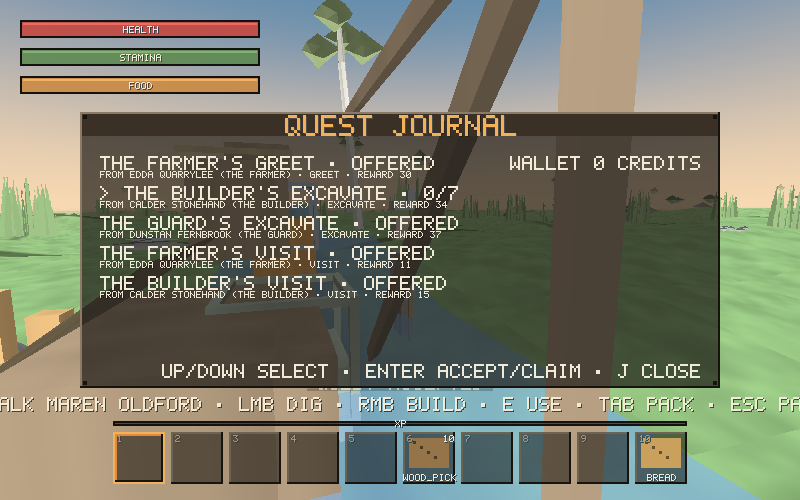 HEALTH
STAMINA
FOOD
QUEST JOURNAL
THE FARMER'S GREET • OFFERED
WALLET 0 CREDITS
FROM EDDA QUARRYLEE (THE FARMER) • GREET • REWARD 30
> THE BUILDER'S EXCAVATE • 0/7
FROM CALDER STONEHAND (THE BUILDER) • EXCAVATE • REWARD 34
THE GUARD'S EXCAVATE • OFFERED
FROM DUNSTAN FERNBROOK (THE GUARD) • EXCAVATE • REWARD 37
THE FARMER'S VISIT • OFFERED
FROM EDDA QUARRYLEE (THE FARMER) • VISIT • REWARD 11
THE BUILDER'S VISIT • OFFERED
FROM CALDER STONEHAND (THE BUILDER) • VISIT • REWARD 15
UP/DOWN SELECT • ENTER ACCEPT/CLAIM • J CLOSE
ALK MAREN OLDFORD • LMB DIG • RMB BUILD • E USE • TAB PACK • ESC PA
XP
1 2 3 4 5 6 10 7 8 9 10
WOOD_PICK BREAD